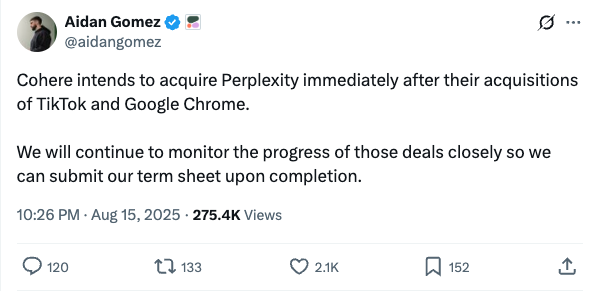 Aidan Gomez
@aidangomez
Cohere intends to acquire Perplexity immediately after their acquisitions
of TikTok and Google Chrome.
We will continue to monitor the progress of those deals closely so we
can submit our term sheet upon completion.
10:26 PM · Aug 15, 2025 · 275.4K Views
120 133 2.1K 152